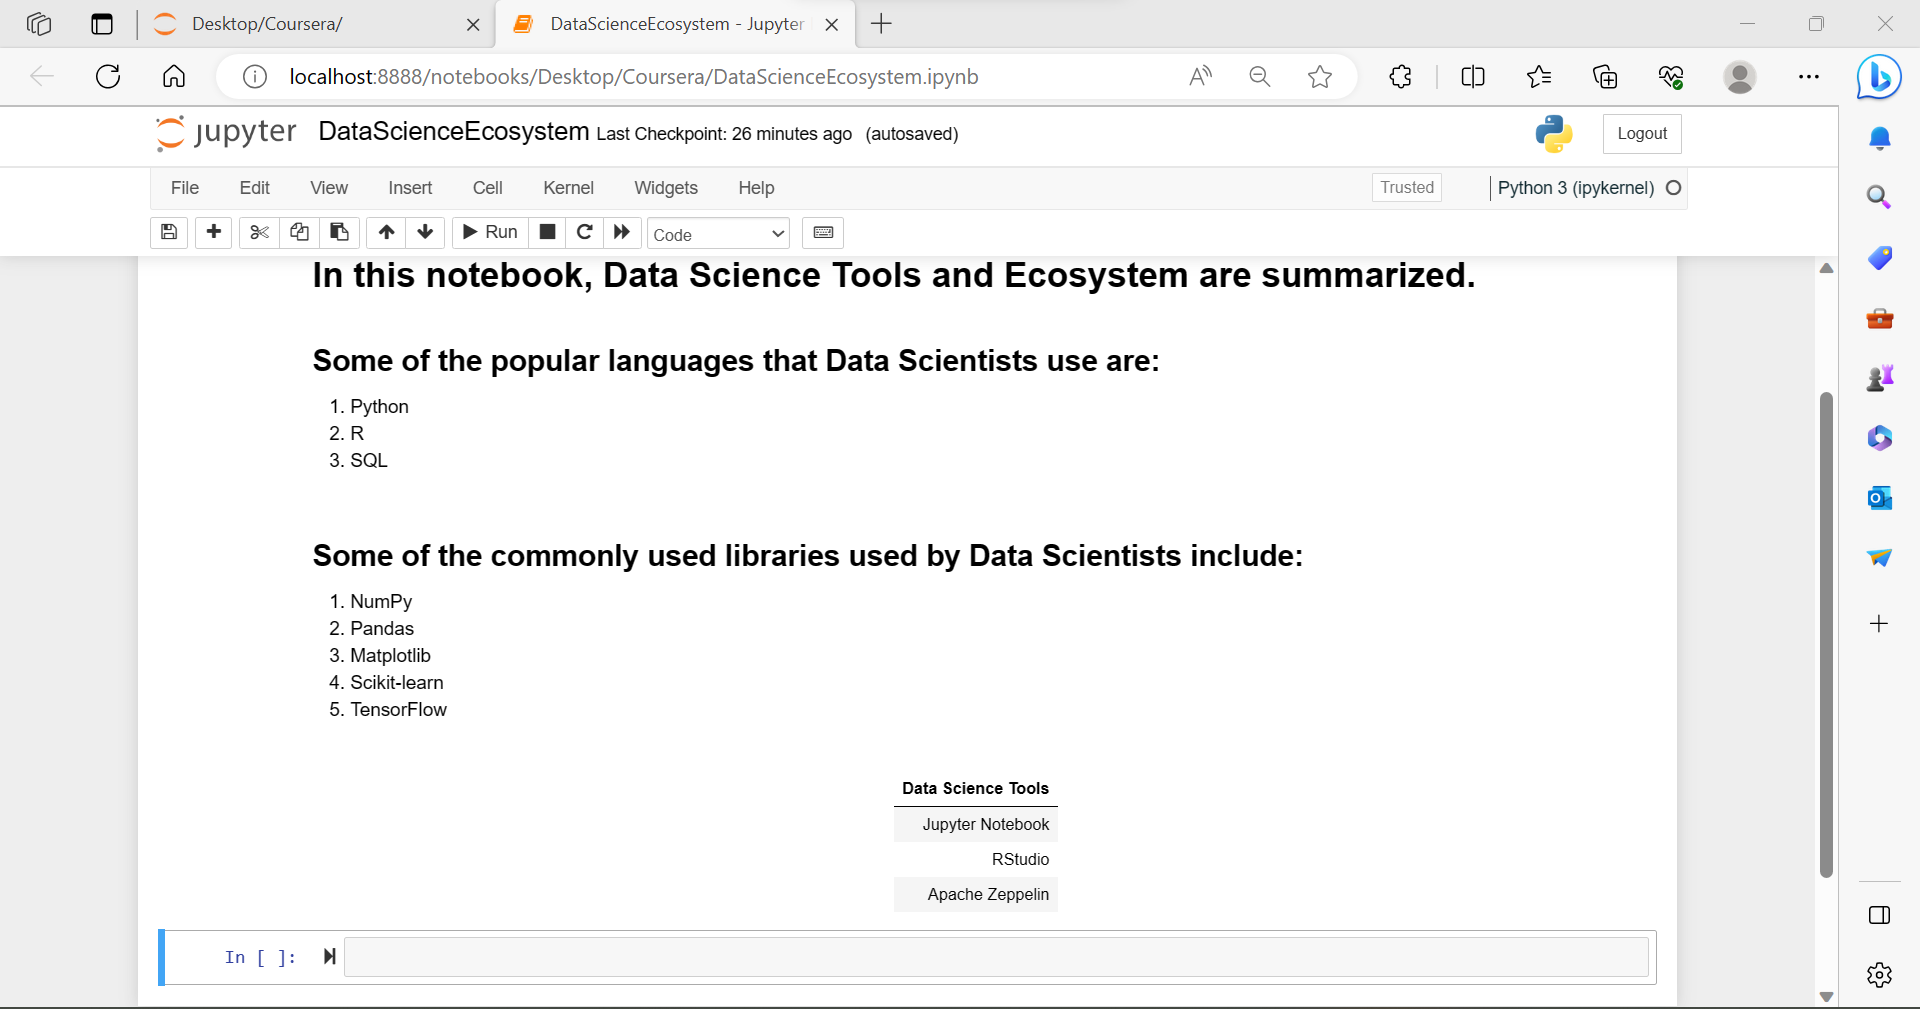 Desktop/Coursera/
DataScienceEcosystem - Jupyter
localhost:8888/notebooks/Desktop/Coursera/DataScienceEcosystem.ipynb
jupyter DataScienceEcosystem Last Checkpoint: 26 minutes ago (autosaved)
Logout
File Edit View Insert Cell Kernel Widgets Help
Trusted
Python 3 (ipykernel)
Run
Code
In this notebook, Data Science Tools and Ecosystem are summarized.
Some of the popular languages that Data Scientists use are:
1. Python
2. R
3. SQL
Some of the commonly used libraries used by Data Scientists include:
1. NumPy
2. Pandas
3. Matplotlib
4. Scikit-learn
5. TensorFlow
Data Science Tools
Jupyter Notebook
RStudio
Apache Zeppelin
In [ ]: